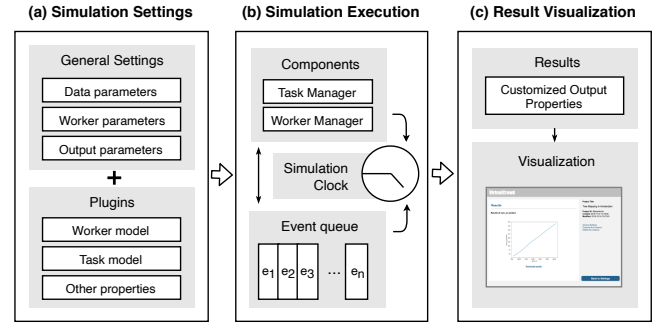 (a) Simulation Settings
General Settings
Data parameters
Worker parameters
Output parameters
+
Plugins
Worker model
Task model
Other properties
(b) Simulation Execution
Components
Task Manager
Worker Manager
Simulation
Clock
Event queue
e1 e2 e3 ... en
(c) Result Visualization
Results
Customized Output
Properties
Visualization
Results